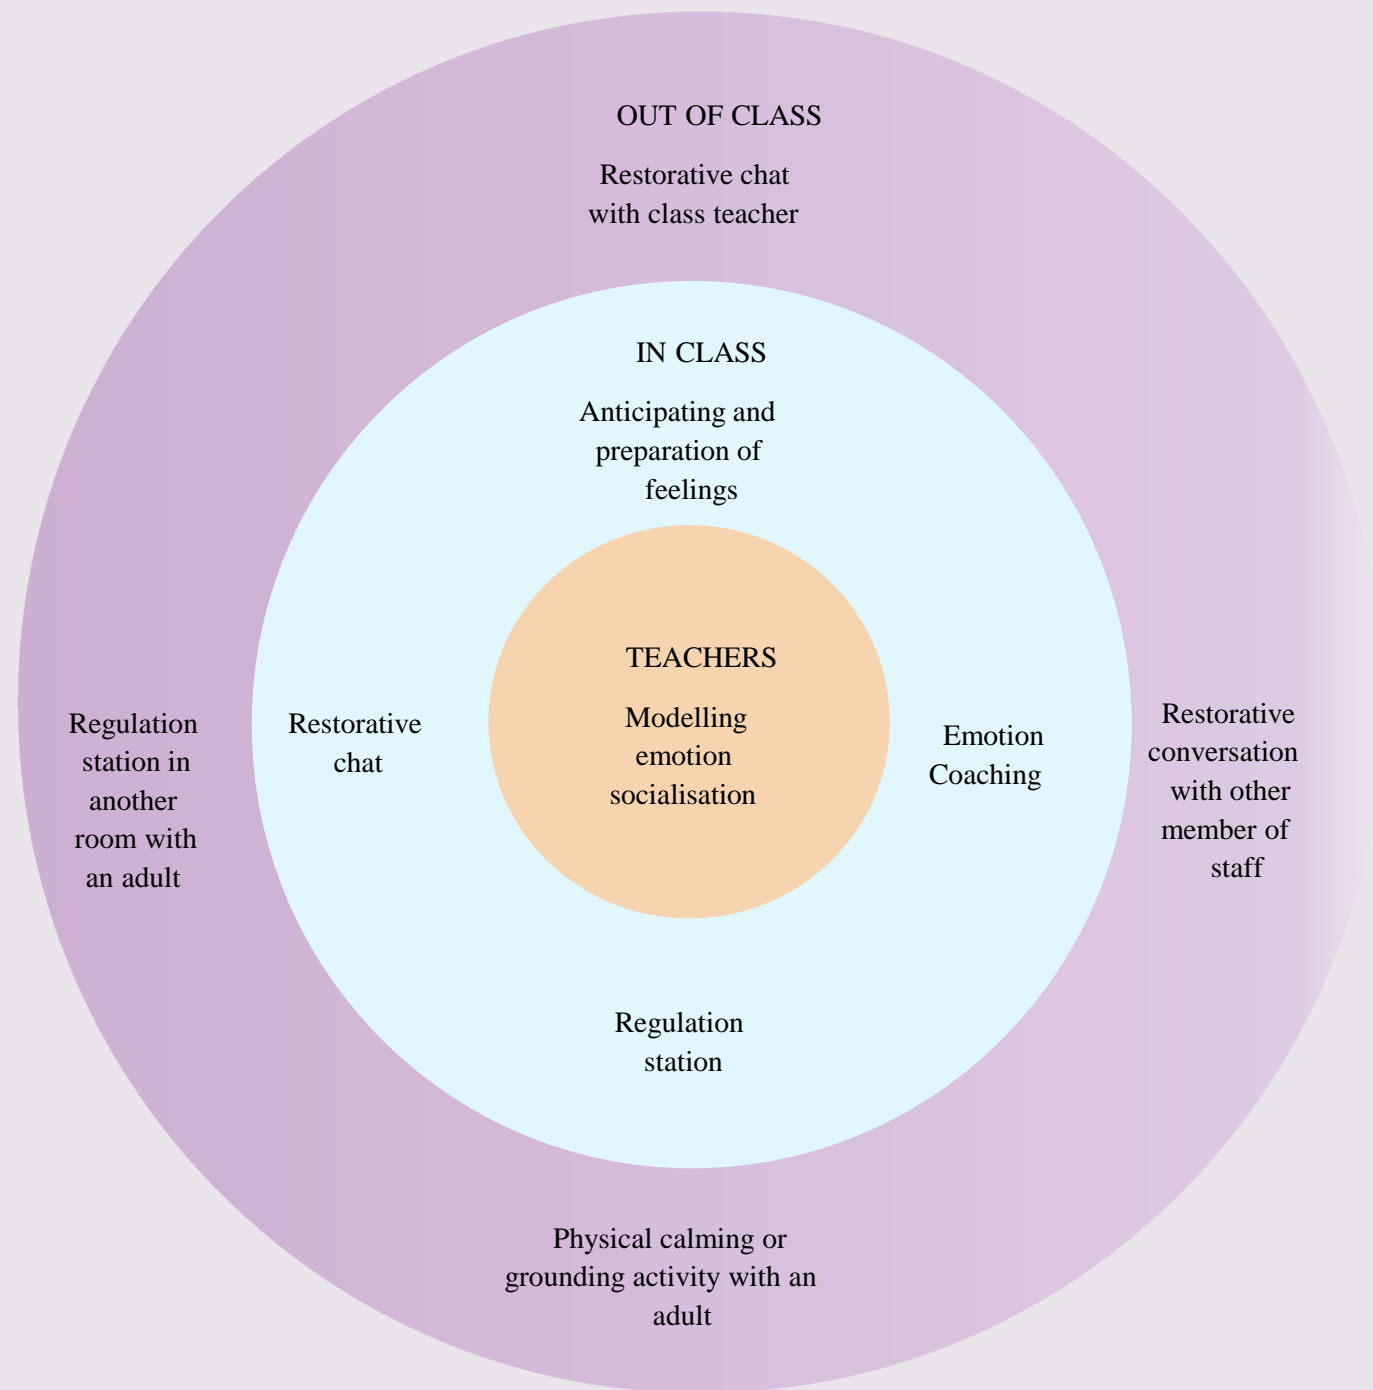 OUT OF CLASS
Restorative chat
with class teacher
IN CLASS
Anticipating and
preparation of
feelings
TEACHERS
Modelling
emotion
socialisation
Regulation
station in
another
room with
an adult
Restorative
chat
Emotion
Coaching
Restorative
conversation
with other
member of
staff
Regulation
station
Physical calming or
grounding activity with an
adult